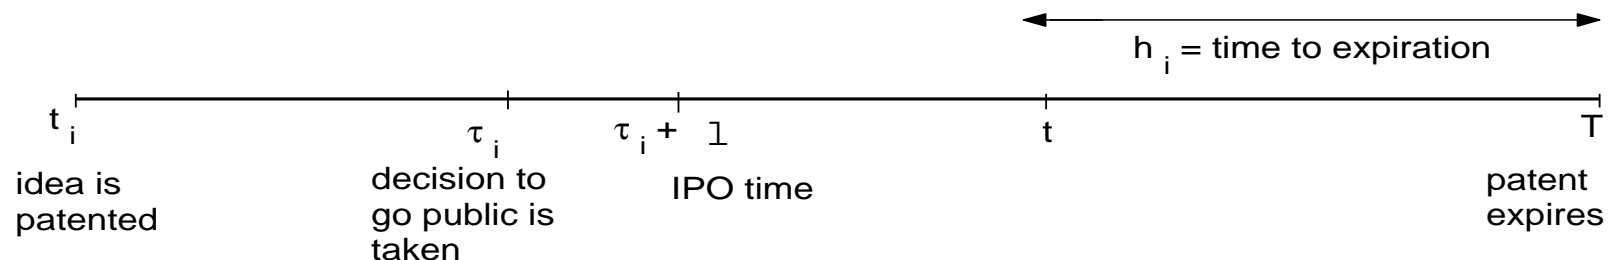 h i = time to expiration
t i
τ i
τ i + l
t
T
idea is
patented
decision to
go public is
taken
IPO time
patent
expires